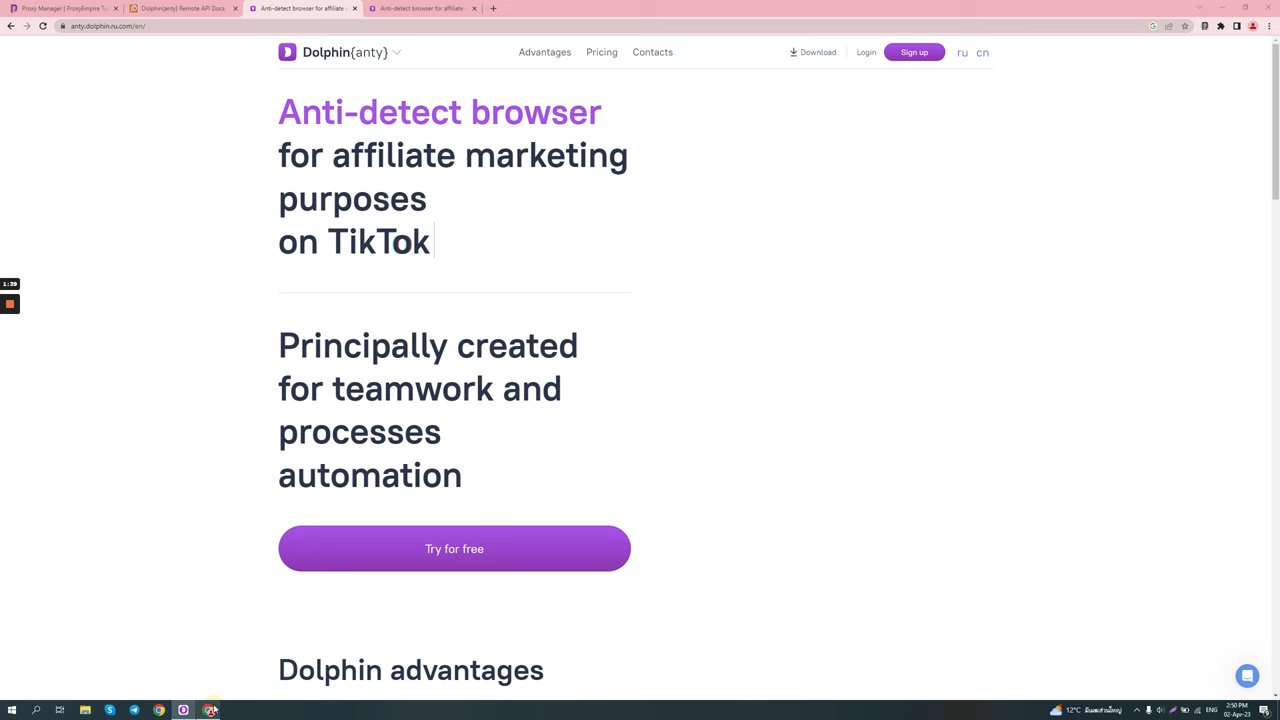 Proxy Manager | ProxyEmpire
Dolphin{anty} Remote API Docs
Anti-detect browser for affiliate
Anti-detect browser for affiliate
anty.dolphin.ru.com/en/
Dolphin{anty}
Advantages
Pricing
Contacts
Download
Login
Sign up
ru
cn
Anti-detect browser
for affiliate marketing
purposes
on TikTok
1:39
Principally created
for teamwork and
processes
automation
Try for free
Dolphin advantages
12°C
ENG
2:50 PM
02-Apr-23